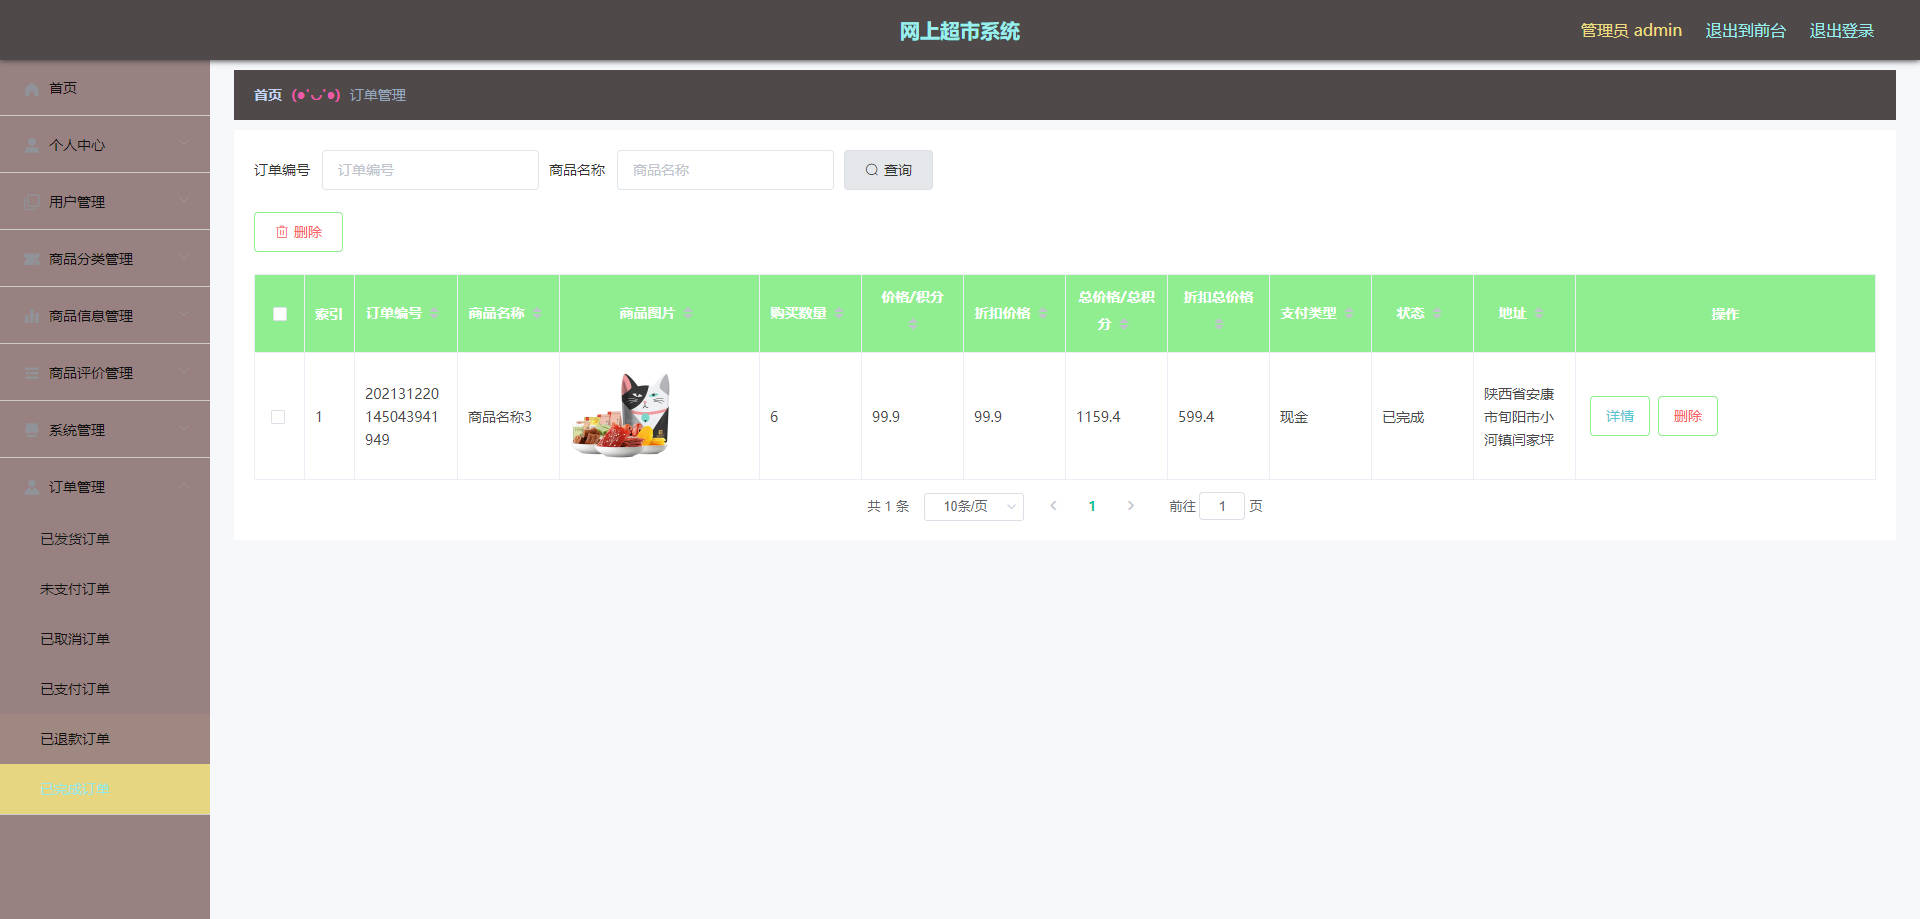 网上超市系统
管理员 admin
退出到前台
退出登录
首页
个人中心
用户管理
商品分类管理
商品信息管理
商品评价管理
系统管理
订单管理
已发货订单
未支付订单
已取消订单
已支付订单
已退款订单
已完成订单
首页 (●'◡'●) 订单管理
订单编号 订单编号 商品名称 商品名称 查询
删除
索引 订单编号 商品名称 商品图片 购买数量 价格/积分 折扣价格 总价格/总积分 折扣总价格 支付类型 状态 地址 操作
1
202131220
145043941
949
商品名称3
6
99.9
99.9
1159.4
599.4
现金
已完成
陕西省安康
市旬阳市小
河镇闫家坪
详情
删除
共 1 条 10条/页 1 前往 1 页